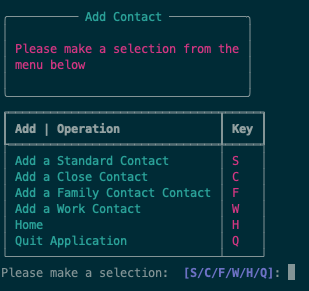 Add Contact
Please make a selection from the
menu below
Add | Operation Key
Add a Standard Contact S
Add a Close Contact C
Add a Family Contact Contact F
Add a Work Contact W
Home H
Quit Application Q
Please make a selection: [S/C/F/W/H/Q]: